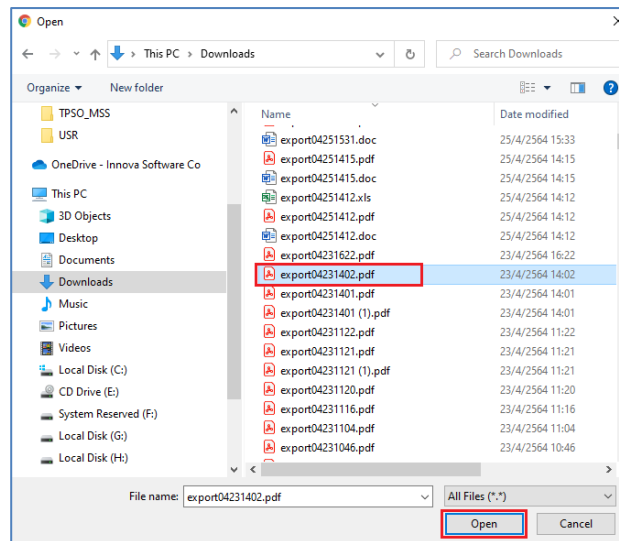 Open
This PC > Downloads
Search Downloads
Organize
New folder
TPSO_MSS
USR
OneDrive - Innova Software Co
This PC
3D Objects
Desktop
Documents
Downloads
Music
Pictures
Videos
Local Disk (C:)
CD Drive (E:)
System Reserved (F:)
Local Disk (G:)
Local Disk (H:)
Name Date modified
export04251531.doc 25/4/2564 15:33
export04251415.pdf 25/4/2564 14:15
export04251415.doc 25/4/2564 14:15
export04251412.xls 25/4/2564 14:12
export04251412.pdf 25/4/2564 14:12
export04251412.doc 25/4/2564 14:12
export04231622.pdf 23/4/2564 16:22
export04231402.pdf 23/4/2564 14:02
export04231401.pdf 23/4/2564 14:01
export04231401 (1).pdf 23/4/2564 14:01
export04231122.pdf 23/4/2564 11:22
export04231121.pdf 23/4/2564 11:21
export04231121 (1).pdf 23/4/2564 11:21
export04231120.pdf 23/4/2564 11:20
export04231116.pdf 23/4/2564 11:16
export04231104.pdf 23/4/2564 11:04
export04231046.pdf 23/4/2564 10:46
File name: export04231402.pdf
All Files (*.*)
Open
Cancel